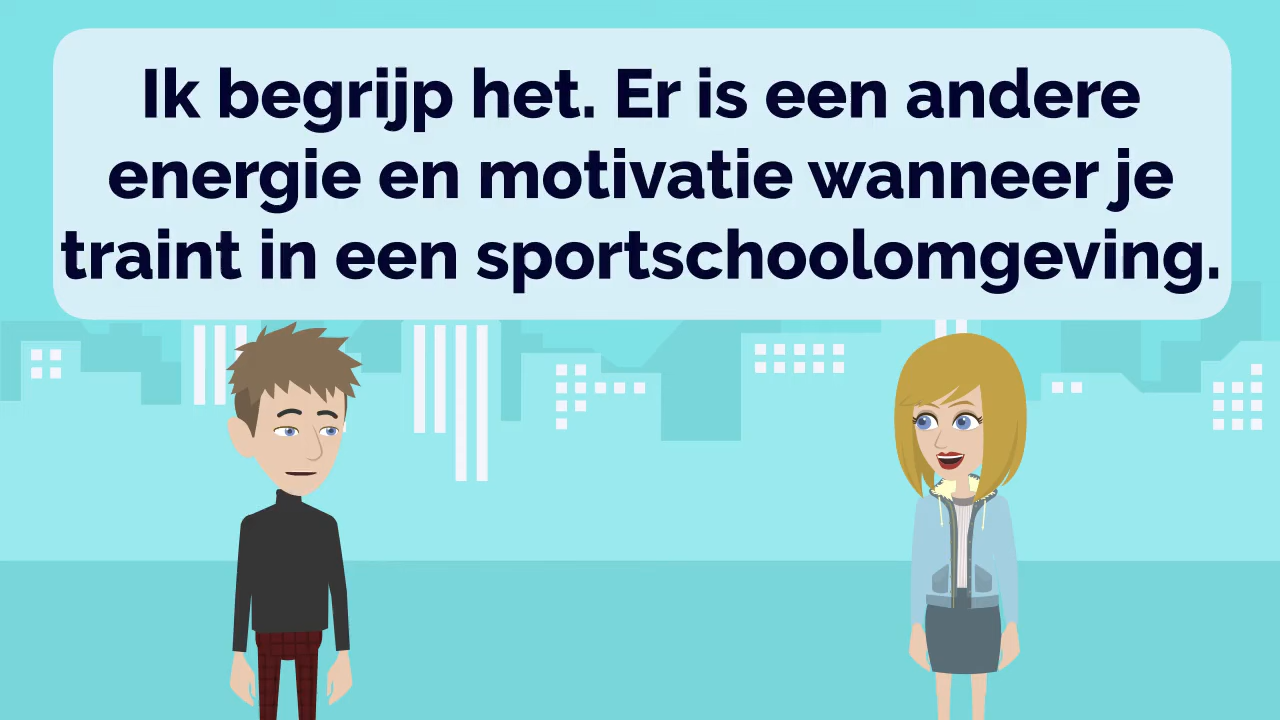 Ik begrijp het. Er is een andere
energie en motivatie wanneer je
traint in een sportschoolomgeving.